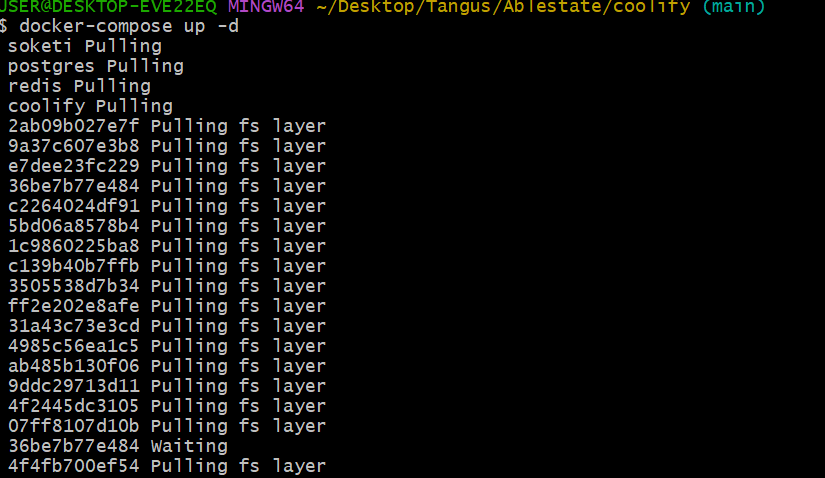 USER@DESKTOP-EVE22EQ MINGW64 ~/Desktop/Tangus/Ablestate/coolify (main)
$ docker-compose up -d
soketi Pulling
postgres Pulling
redis Pulling
coolify Pulling
2ab09b027e7f Pulling fs layer
9a37c607e3b8 Pulling fs layer
e7dee23fc229 Pulling fs layer
36be7b77e484 Pulling fs layer
c2264024df91 Pulling fs layer
5bd06a8578b4 Pulling fs layer
1c9860225ba8 Pulling fs layer
c139b40b7ffb Pulling fs layer
3505538d7b34 Pulling fs layer
ff2e202e8afe Pulling fs layer
31a43c73e3cd Pulling fs layer
4985c56ea1c5 Pulling fs layer
ab485b130f06 Pulling fs layer
9ddc29713d11 Pulling fs layer
4f2445dc3105 Pulling fs layer
07ff8107d10b Pulling fs layer
36be7b77e484 Waiting
4f4fb700ef54 Pulling fs layer